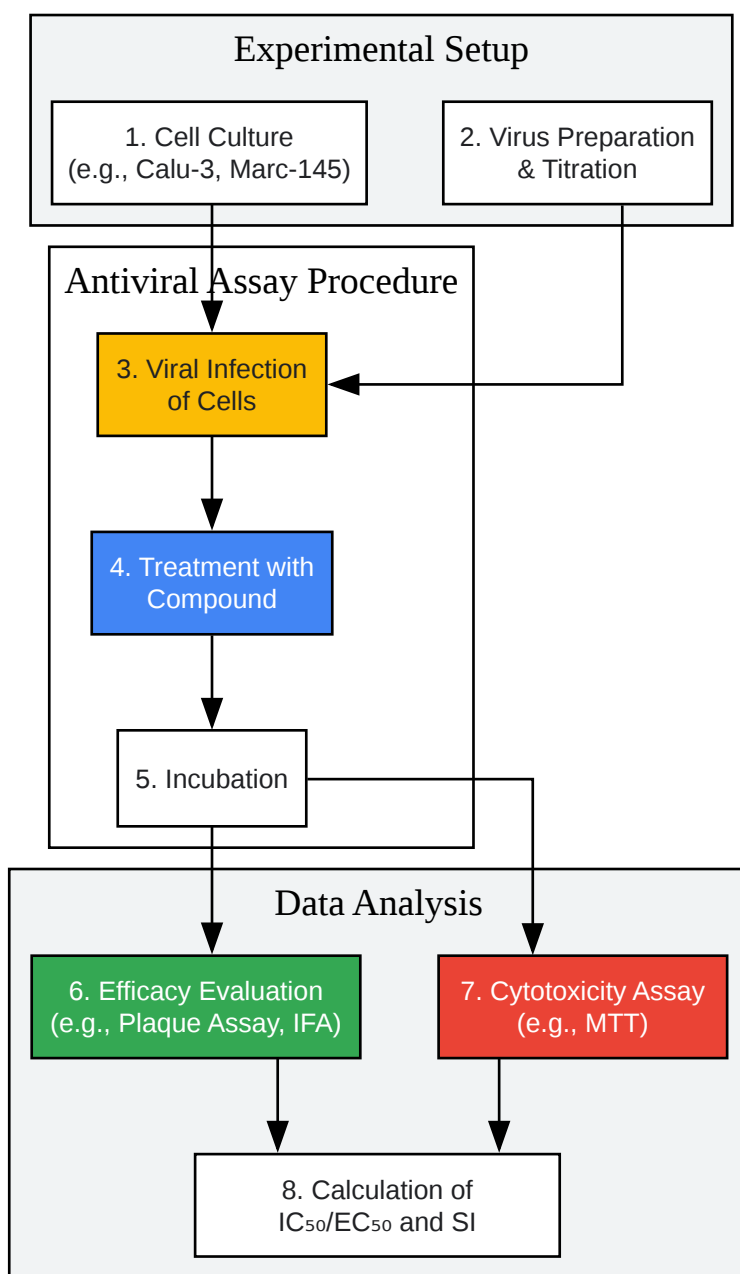 Experimental Setup
1. Cell Culture
(e.g., Calu-3, Marc-145)
2. Virus Preparation
& Titration
Antiviral Assay Procedure
3. Viral Infection
of Cells
4. Treatment with
Compound
5. Incubation
Data Analysis
6. Efficacy Evaluation
(e.g., Plaque Assay, IFA)
7. Cytotoxicity Assay
(e.g., MTT)
8. Calculation of
IC₅₀/EC₅₀ and SI